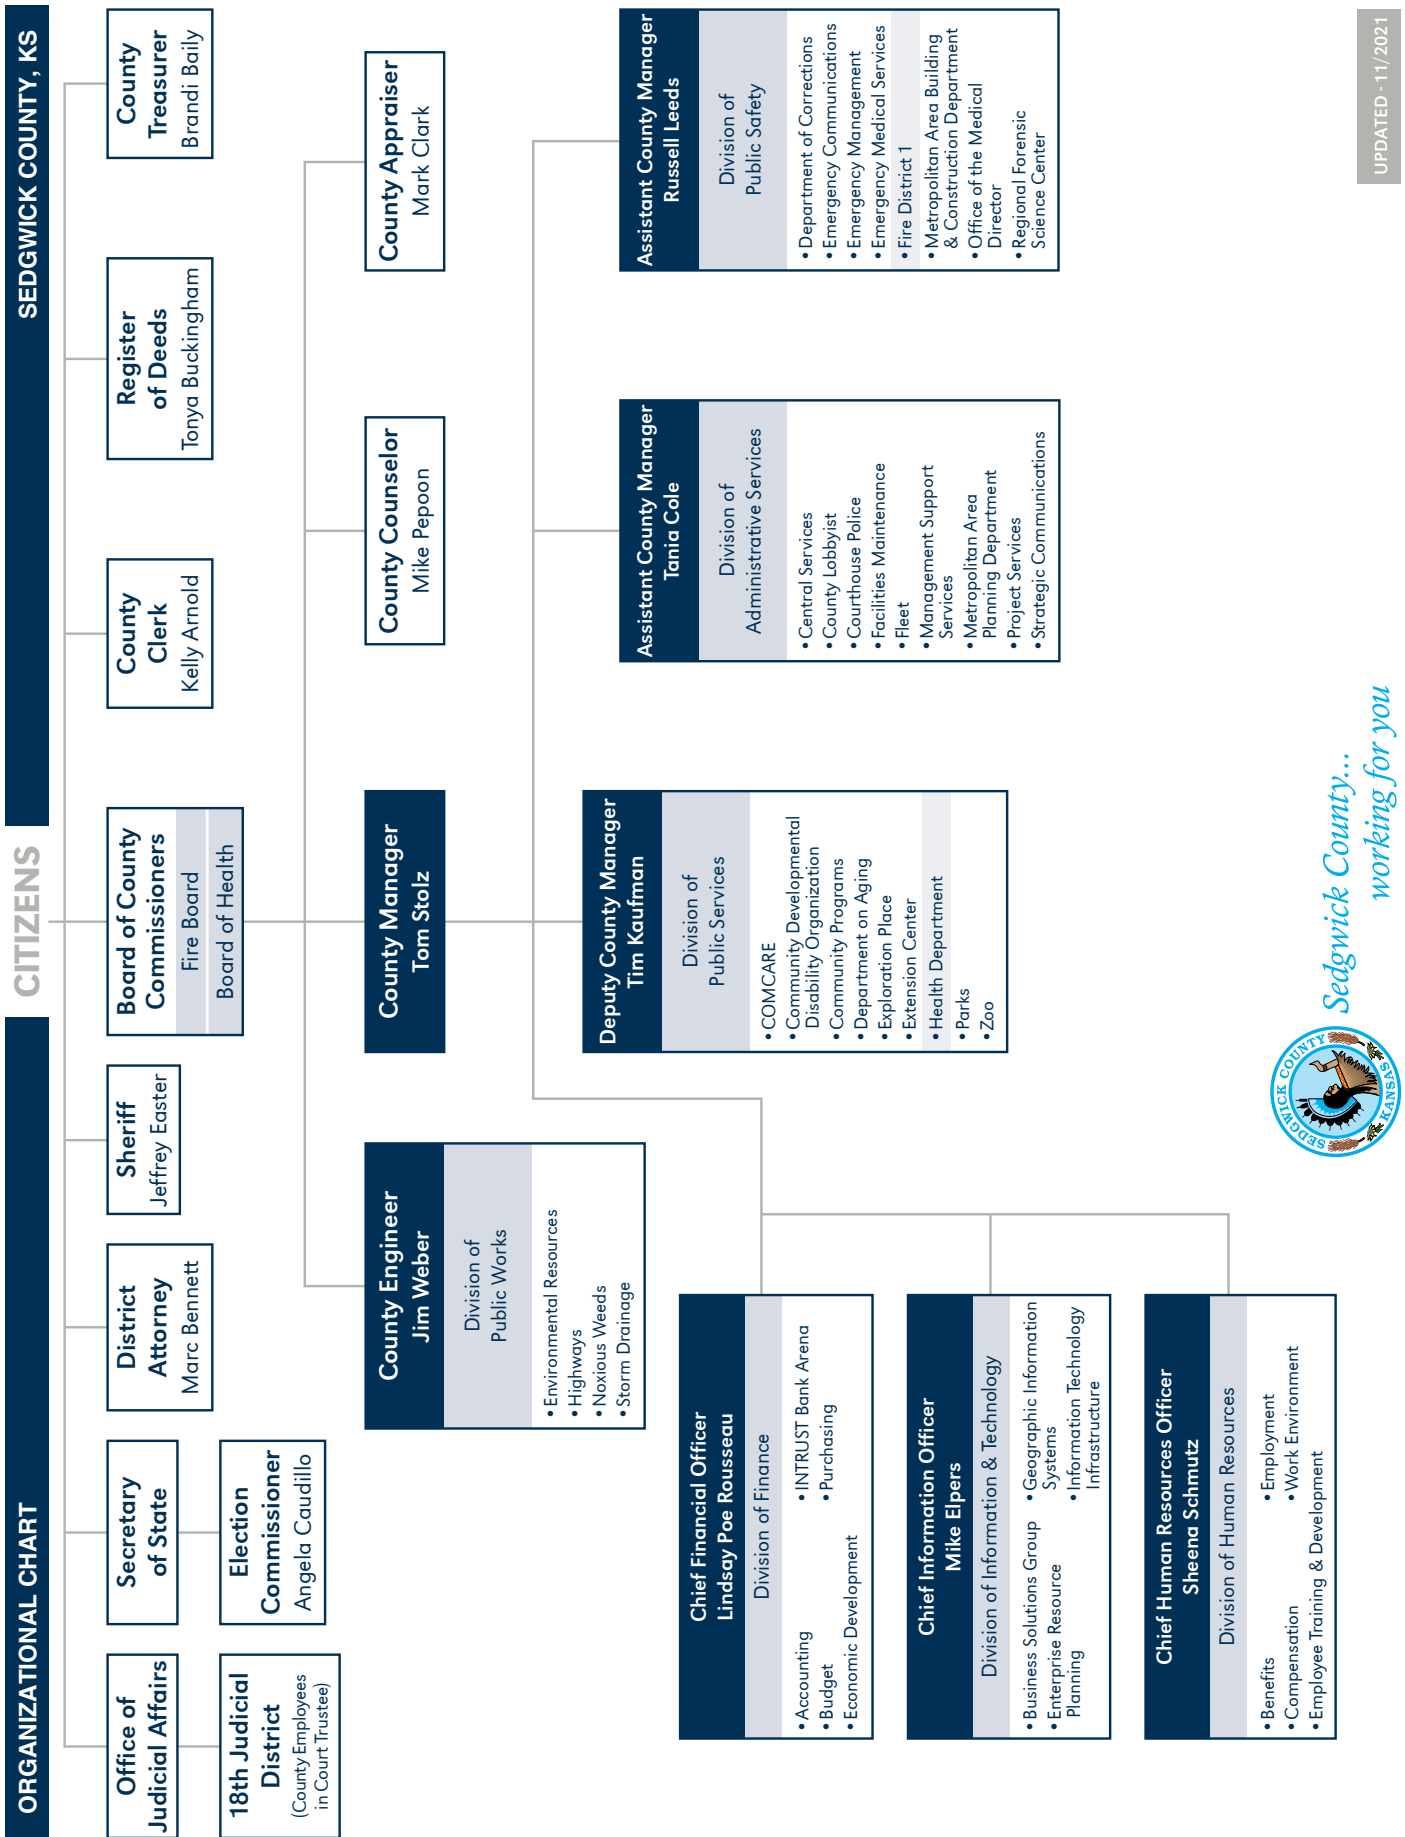 ORGANIZATIONAL CHART
CITIZENS
SEDGWICK COUNTY, KS
Office of
Judicial Affairs
18th Judicial
District
(County Employees
in Court Trustee)
Secretary
of State
Election
Commissioner
Angela Caudillo
District
Attorney
Marc Bennett
Sheriff
Jeffrey Easter
Board of County
Commissioners
Fire Board
Board of Health
County
Clerk
Kelly Arnold
Register
of Deeds
Tonya Buckingham
County
Treasurer
Brandi Baily
County Engineer
Jim Weber
Division of
Public Works
• Environmental Resources
• Highways
• Noxious Weeds
• Storm Drainage
County Manager
Tom Stolz
County Counselor
Mike Pepoon
County Appraiser
Mark Clark
Deputy County Manager
Tim Kaufman
Division of
Public Services
• COMCARE
• Community Developmental
Disability Organization
• Community Programs
• Department on Aging
• Exploration Place
• Extension Center
• Health Department
• Parks
• Zoo
Assistant County Manager
Tania Cole
Division of
Administrative Services
• Central Services
• County Lobbyist
• Courthouse Police
• Facilities Maintenance
• Fleet
• Management Support
Services
• Metropolitan Area
Planning Department
• Project Services
• Strategic Communications
Assistant County Manager
Russell Leeds
Division of
Public Safety
• Department of Corrections
• Emergency Communications
• Emergency Management
• Emergency Medical Services
• Fire District 1
• Metropolitan Area Building
& Construction Department
• Office of the Medical
Director
• Regional Forensic
Science Center
Chief Financial Officer
Lindsay Poe Rousseau
Division of Finance
• Accounting
• Budget
• Economic Development
• INTRUST Bank Arena
• Purchasing
Chief Information Officer
Mike Elpers
Division of Information & Technology
• Business Solutions Group
• Enterprise Resource
Planning
• Geographic Information
Systems
• Information Technology
Infrastructure
Chief Human Resources Officer
Sheena Schmutz
Division of Human Resources
• Benefits
• Compensation
• Employee Training & Development
• Employment
• Work Environment
SEDGWICK COUNTY
KANSAS
Sedgwick County...
working for you
UPDATED - 11/2021